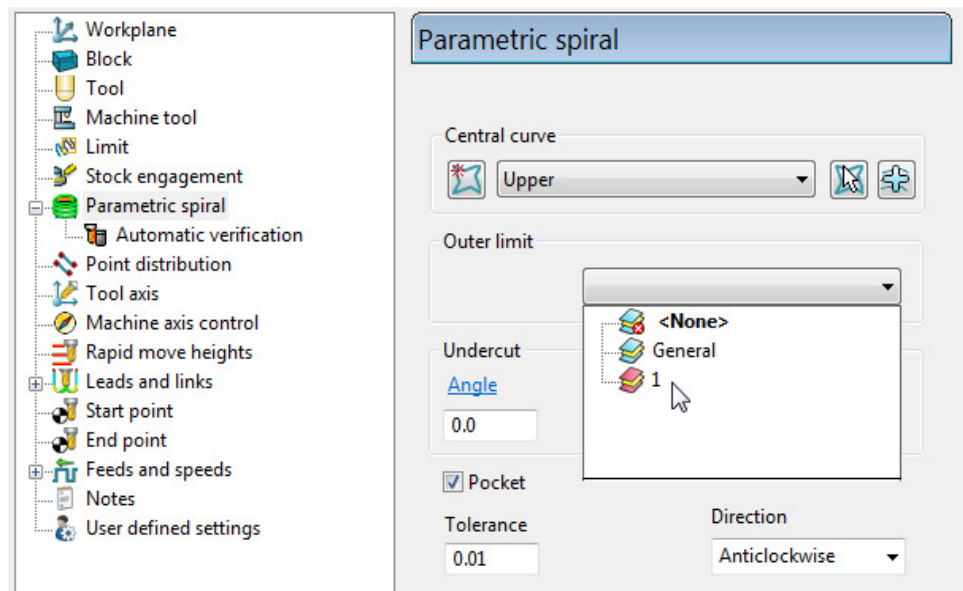 Workplane
Block
Tool
Machine tool
Limit
Stock engagement
Parametric spiral
Automatic verification
Point distribution
Tool axis
Machine axis control
Rapid move heights
Leads and links
Start point
End point
Feeds and speeds
Notes
User defined settings
Parametric spiral
Central curve
Upper
Outer limit
<None>
General
1
Undercut
Angle
0.0
Pocket
Tolerance
0.01
Direction
Anticlockwise